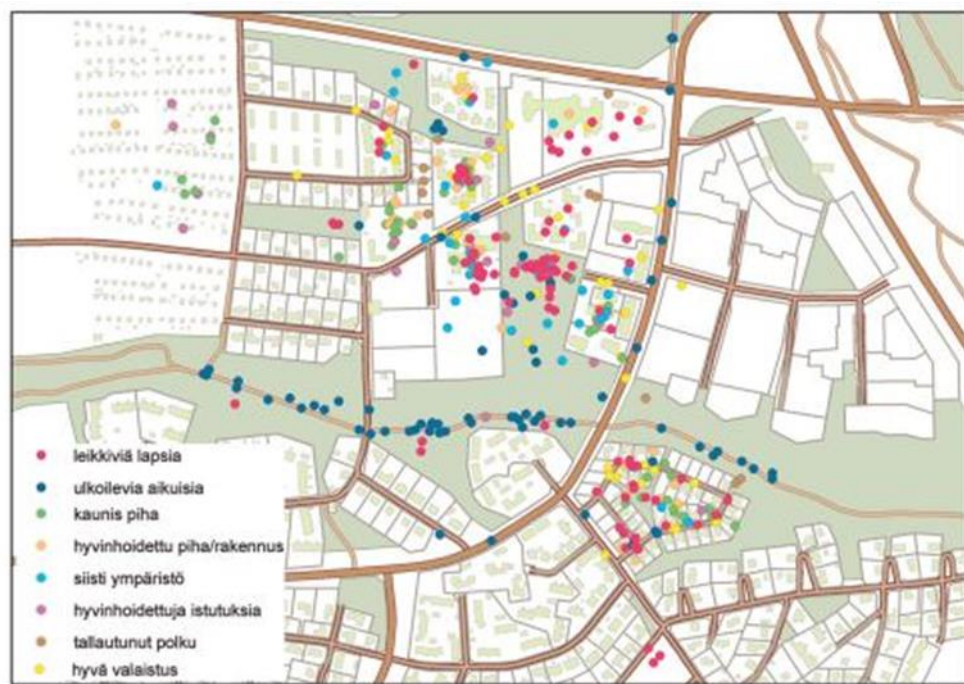 leikkiviä lapsia
ulkoilevia aikuisia
kaunis piha
hyvinhoidettu piha/rakennus
siisti ympäristö
hyvinhoidettuja istutuksia
tallautunut polku
hyvä valaistus